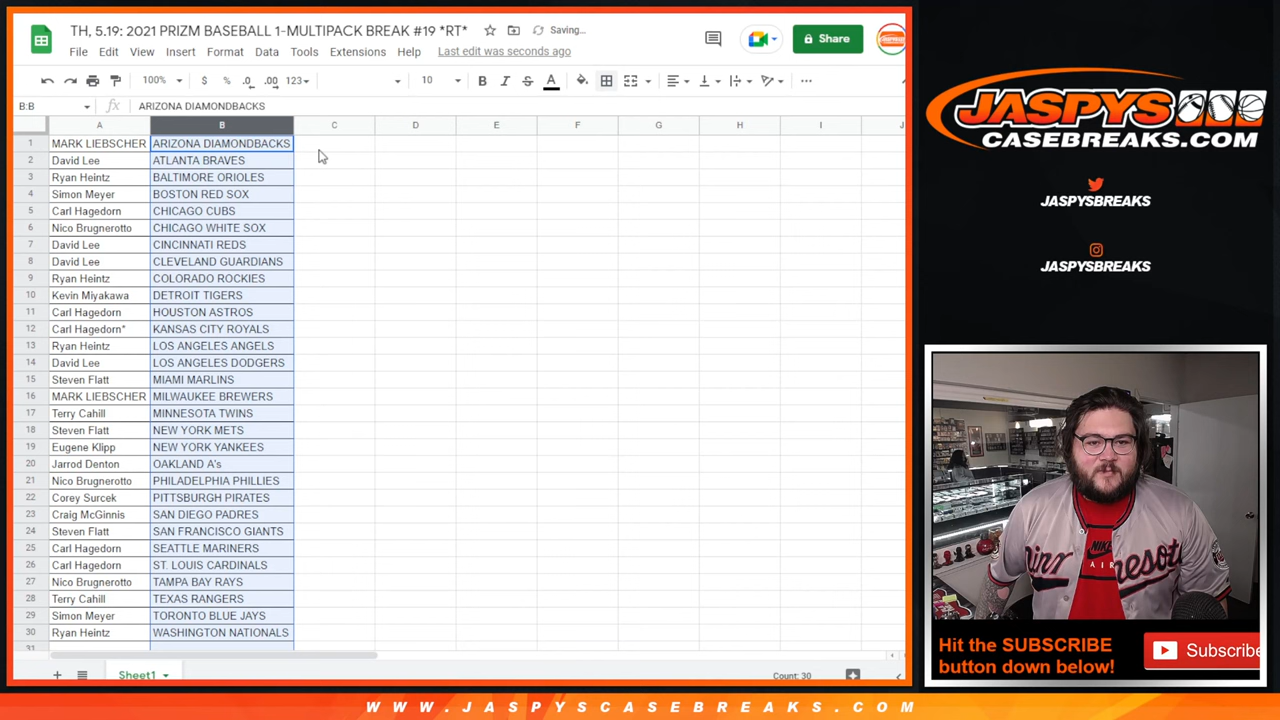 TH, 5.19: 2021 PRIZM BASEBALL 1-MULTIPACK BREAK #19 *RT*
Saving...
Share
File Edit View Insert Format Data Tools Extensions Help Last edit was seconds ago
100% $ % .0 .00 123 10 B I S A
B:B fx ARIZONA DIAMONDBACKS
A B C D E F G H I J
1 MARK LIEBSCHER ARIZONA DIAMONDBACKS
2 David Lee ATLANTA BRAVES
3 Ryan Heintz BALTIMORE ORIOLES
4 Simon Meyer BOSTON RED SOX
5 Carl Hagedorn CHICAGO CUBS
6 Nico Brugnerotto CHICAGO WHITE SOX
7 David Lee CINCINNATI REDS
8 David Lee CLEVELAND GUARDIANS
9 Ryan Heintz COLORADO ROCKIES
10 Kevin Miyakawa DETROIT TIGERS
11 Carl Hagedorn HOUSTON ASTROS
12 Carl Hagedorn* KANSAS CITY ROYALS
13 Ryan Heintz LOS ANGELES ANGELS
14 David Lee LOS ANGELES DODGERS
15 Steven Flatt MIAMI MARLINS
16 MARK LIEBSCHER MILWAUKEE BREWERS
17 Terry Cahill MINNESOTA TWINS
18 Steven Flatt NEW YORK METS
19 Eugene Klipp NEW YORK YANKEES
20 Jarrod Denton OAKLAND A's
21 Nico Brugnerotto PHILADELPHIA PHILLIES
22 Corey Surcek PITTSBURGH PIRATES
23 Craig McGinnis SAN DIEGO PADRES
24 Steven Flatt SAN FRANCISCO GIANTS
25 Carl Hagedorn SEATTLE MARINERS
26 Carl Hagedorn ST. LOUIS CARDINALS
27 Nico Brugnerotto TAMPA BAY RAYS
28 Terry Cahill TEXAS RANGERS
29 Simon Meyer TORONTO BLUE JAYS
30 Ryan Heintz WASHINGTON NATIONALS
31
Sheet1
Count: 30
JASPYS
CASEBREAKS.COM
JASPYSBREAKS
JASPYSBREAKS
NIKE
AIR
Hit the SUBSCRIBE
button down below!
Subscribe
WWW.JASPYSCASEBREAKS.COM